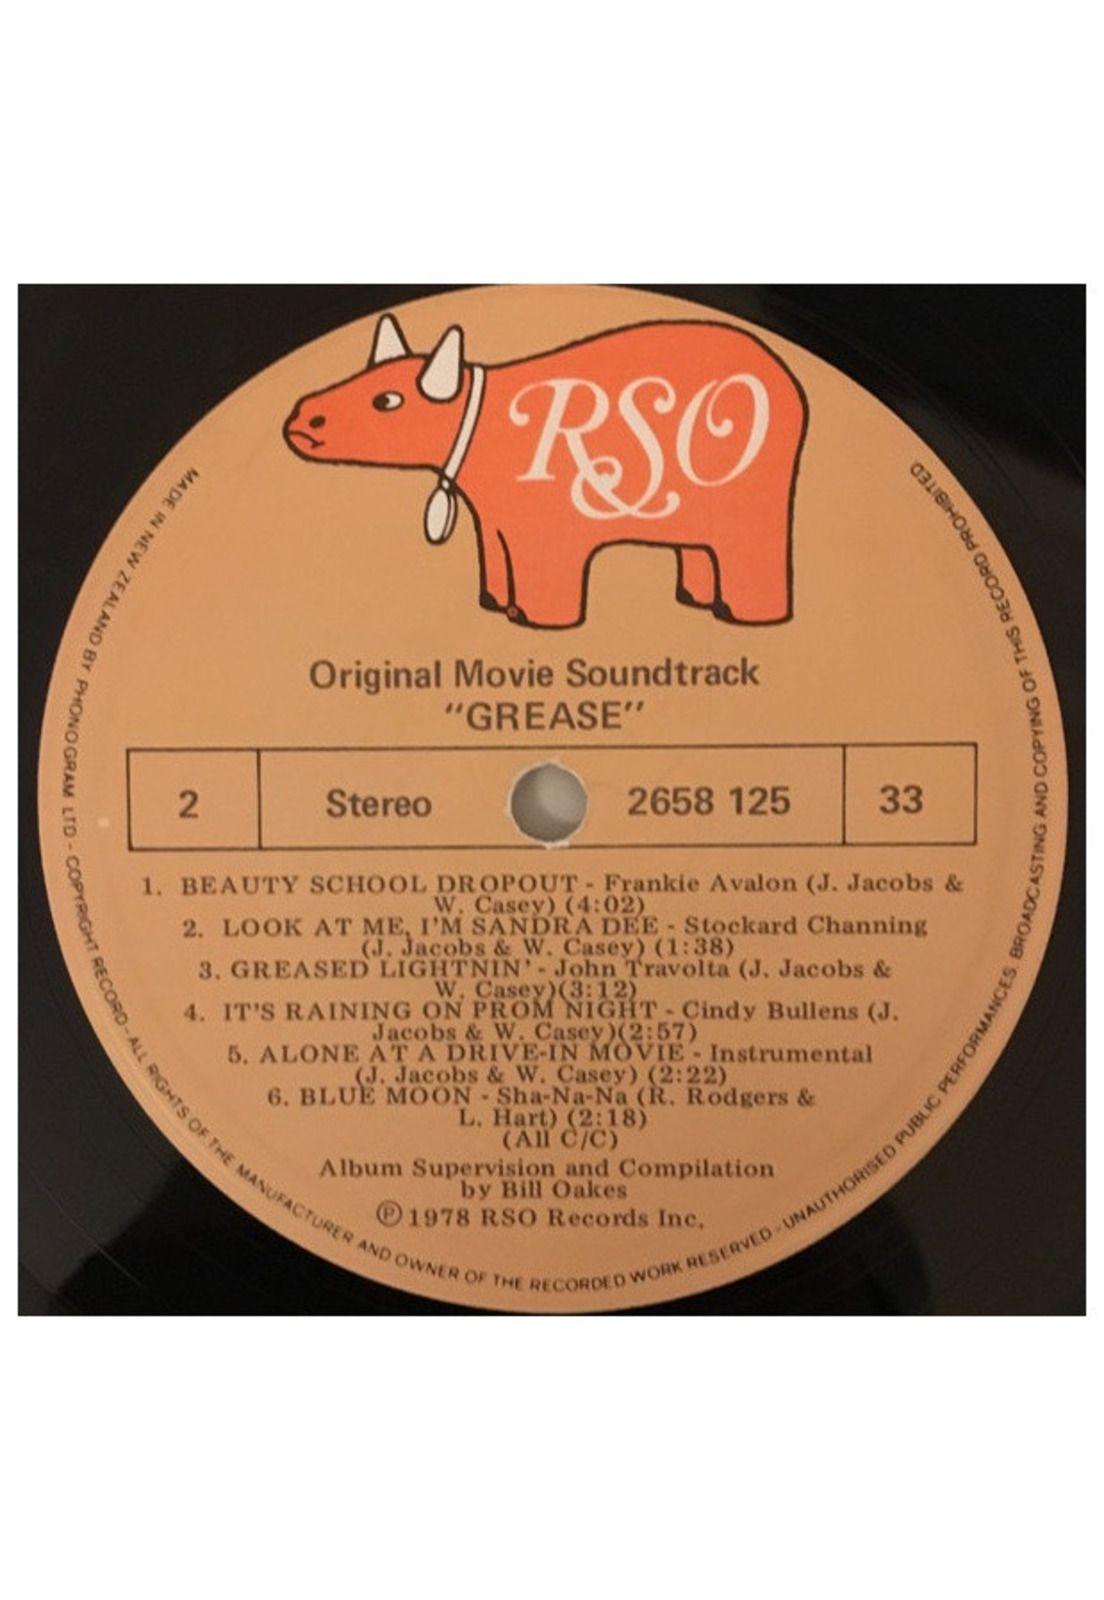 RSO
Original Movie Soundtrack
“GREASE”
2 Stereo 2658 125 33
1. BEAUTY SCHOOL DROPOUT - Frankie Avalon (J. Jacobs &
W. Casey) (4:02)
2. LOOK AT ME, I'M SANDRA DEE - Stockard Channing
(J. Jacobs & W. Casey) (1:38)
3. GREASED LIGHTNIN' - John Travolta (J. Jacobs &
W. Casey)(3:12)
4. IT'S RAINING ON PROM NIGHT - Cindy Bullens (J.
Jacobs & W. Casey)(2:57)
5. ALONE AT A DRIVE-IN MOVIE - Instrumental
(J. Jacobs & W. Casey) (2:22)
6. BLUE MOON - Sha-Na-Na (R. Rodgers &
L. Hart) (2:18)
(All C/C)
Album Supervision and Compilation
by Bill Oakes
Ⓟ1978 RSO Records Inc.
MADE IN NEW ZEALAND BY PHONOGRAM LTD - COPYRIGHT RECORD - ALL RIGHTS OF THE MANUFACTURER AND OWNER OF THE RECORDED WORK RESERVED - UNAUTHORISED PUBLIC PERFORMANCES. BROADCASTING AND COPYING OF THIS RECORD PROHIBITED